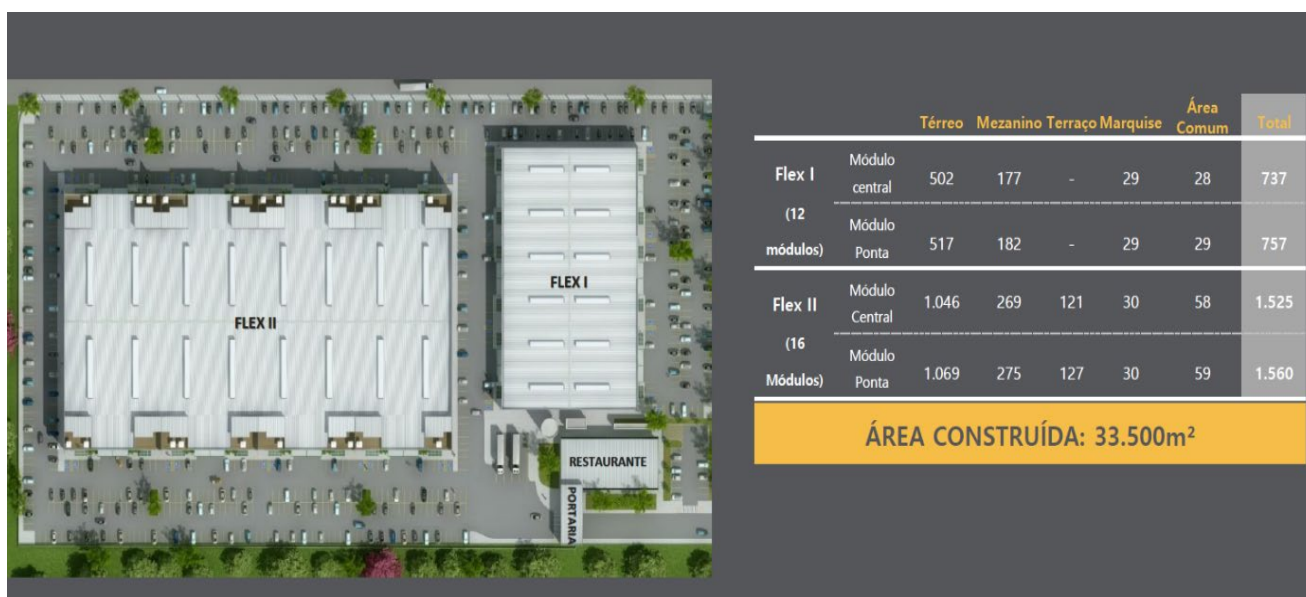 FLEX II
FLEX I
RESTAURANTE
PORTARIA
Térreo Mezanino Terraço Marquise Área Comum Total
Flex I (12 módulos)
Módulo central 502 177 - 29 28 737
Módulo Ponta 517 182 - 29 29 757
Flex II (16 Módulos)
Módulo Central 1.046 269 121 30 58 1.525
Módulo Ponta 1.069 275 127 30 59 1.560
ÁREA CONSTRUÍDA: 33.500m²